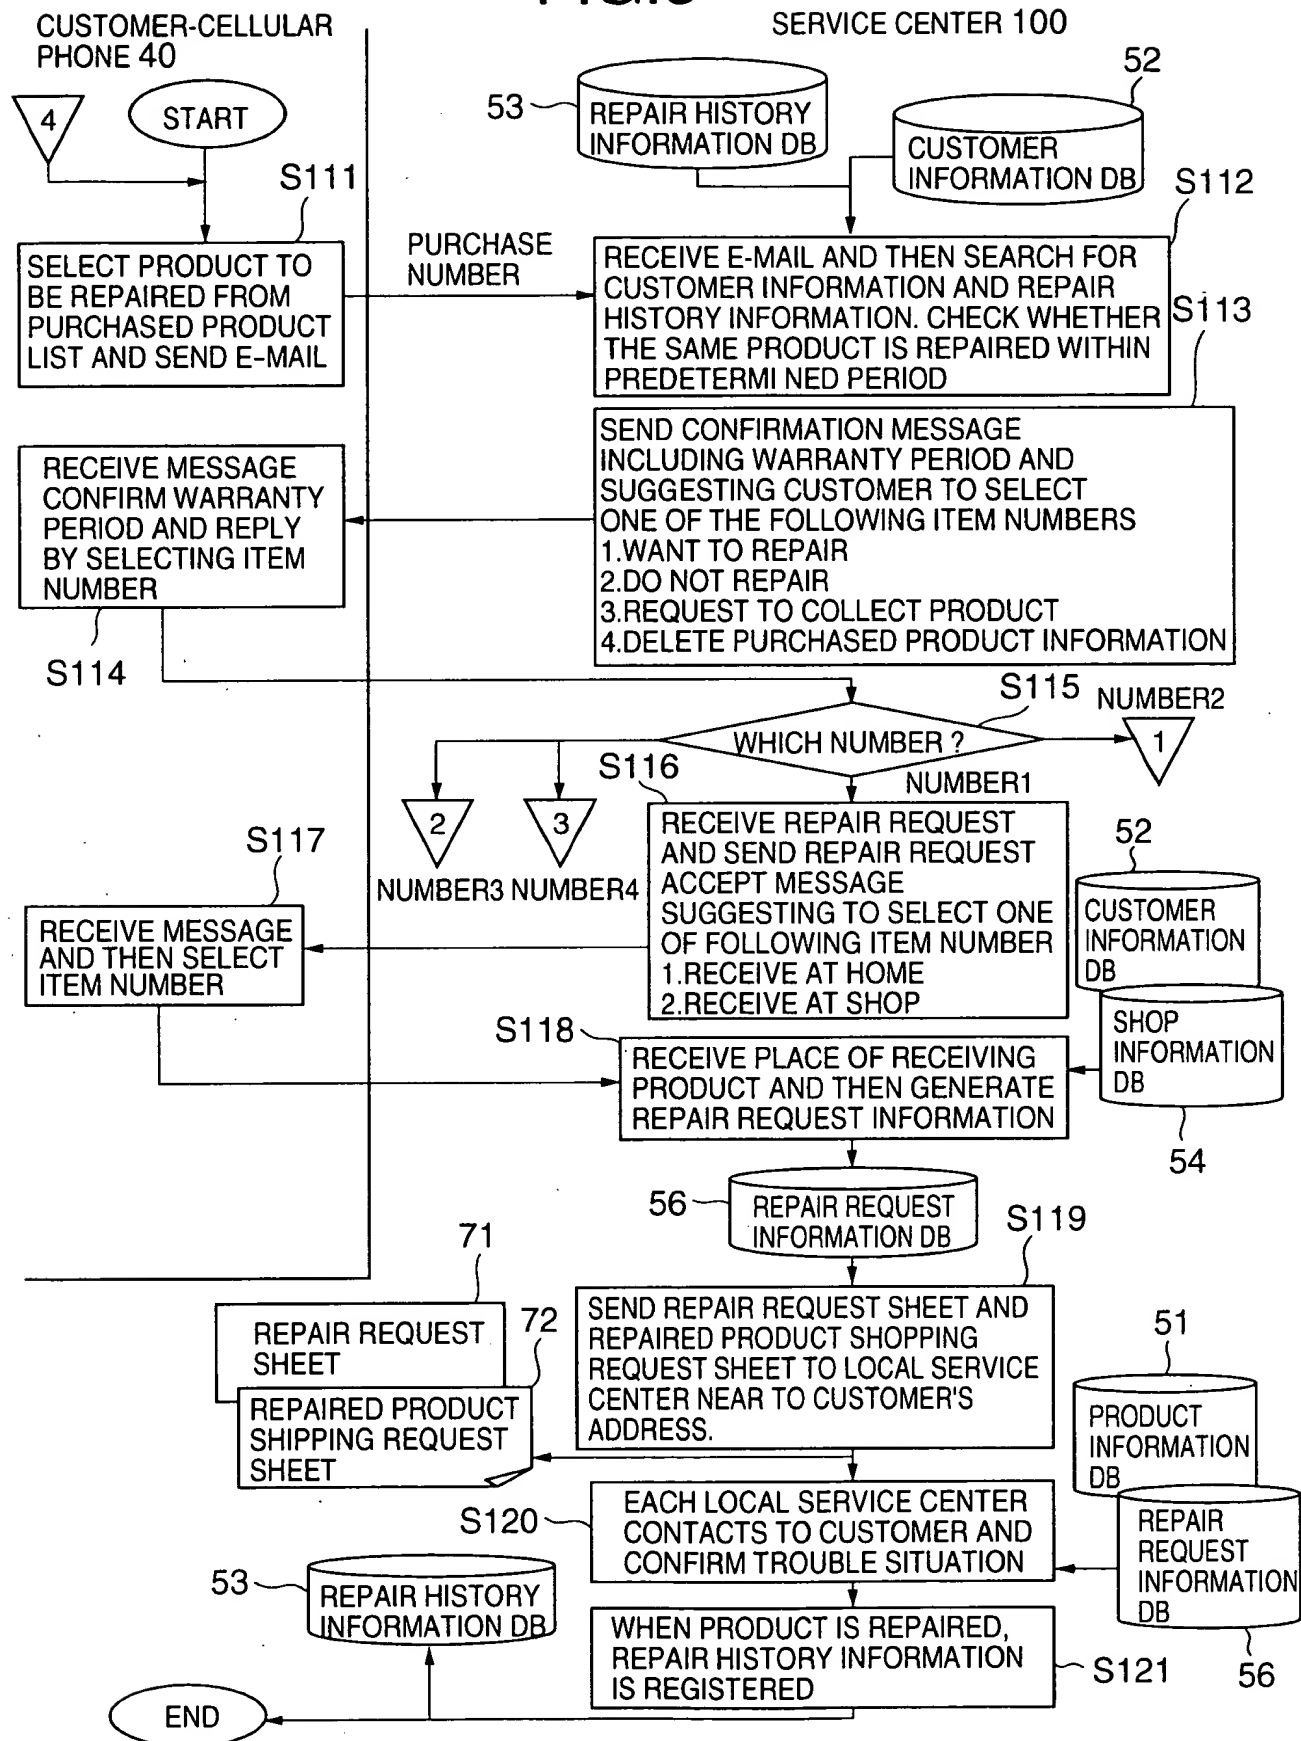 CUSTOMER-CELLULAR
PHONE 40
SERVICE CENTER 100
4
START
53
REPAIR HISTORY
INFORMATION DB
52
CUSTOMER
INFORMATION DB
S111
S112
SELECT PRODUCT TO
BE REPAIRED FROM
PURCHASED PRODUCT
LIST AND SEND E-MAIL
PURCHASE
NUMBER
RECEIVE E-MAIL AND THEN SEARCH FOR
CUSTOMER INFORMATION AND REPAIR
HISTORY INFORMATION. CHECK WHETHER
THE SAME PRODUCT IS REPAIRED WITHIN
PREDETERMI NED PERIOD
S113
SEND CONFIRMATION MESSAGE
INCLUDING WARRANTY PERIOD AND
SUGGESTING CUSTOMER TO SELECT
ONE OF THE FOLLOWING ITEM NUMBERS
1.WANT TO REPAIR
2.DO NOT REPAIR
3.REQUEST TO COLLECT PRODUCT
4.DELETE PURCHASED PRODUCT INFORMATION
RECEIVE MESSAGE
CONFIRM WARRANTY
PERIOD AND REPLY
BY SELECTING ITEM
NUMBER
S114
S115
NUMBER2
WHICH NUMBER ?
1
S116
NUMBER1
2
3
NUMBER3
NUMBER4
RECEIVE REPAIR REQUEST
AND SEND REPAIR REQUEST
ACCEPT MESSAGE
SUGGESTING TO SELECT ONE
OF FOLLOWING ITEM NUMBER
1.RECEIVE AT HOME
2.RECEIVE AT SHOP
S117
RECEIVE MESSAGE
AND THEN SELECT
ITEM NUMBER
52
CUSTOMER
INFORMATION
DB
SHOP
INFORMATION
DB
54
S118
RECEIVE PLACE OF RECEIVING
PRODUCT AND THEN GENERATE
REPAIR REQUEST INFORMATION
56
REPAIR REQUEST
INFORMATION DB
S119
SEND REPAIR REQUEST SHEET AND
REPAIRED PRODUCT SHOPPING
REQUEST SHEET TO LOCAL SERVICE
CENTER NEAR TO CUSTOMER'S
ADDRESS.
71
REPAIR REQUEST
SHEET
72
REPAIRED PRODUCT
SHIPPING REQUEST
SHEET
51
PRODUCT
INFORMATION
DB
REPAIR
REQUEST
INFORMATION
DB
56
S120
EACH LOCAL SERVICE CENTER
CONTACTS TO CUSTOMER AND
CONFIRM TROUBLE SITUATION
53
REPAIR HISTORY
INFORMATION DB
WHEN PRODUCT IS REPAIRED,
REPAIR HISTORY INFORMATION
IS REGISTERED
S121
END